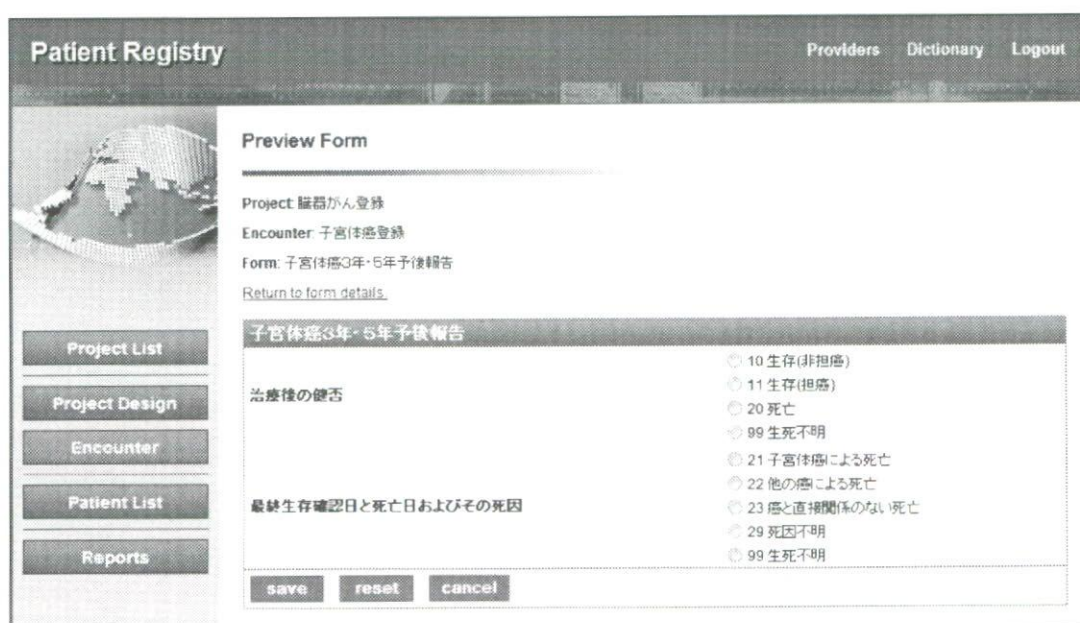 Patient Registry
Providers Dictionary Logout
Preview Form
Project: 臓器がん登録
Encounter: 子宮体癌登録
Form: 子宮体癌3年・5年予後報告
Return to form details.
Project List
Project Design
Encounter
Patient List
Reports
子宮体癌3年・5年予後報告
治療後の健否
10 生存(非担癌)
11 生存(担癌)
20 死亡
99 生死不明
最終生存確認日と死亡日およびその死因
21 子宮体癌による死亡
22 他の癌による死亡
23 癌と直接関係のない死亡
29 死因不明
99 生死不明
save reset cancel